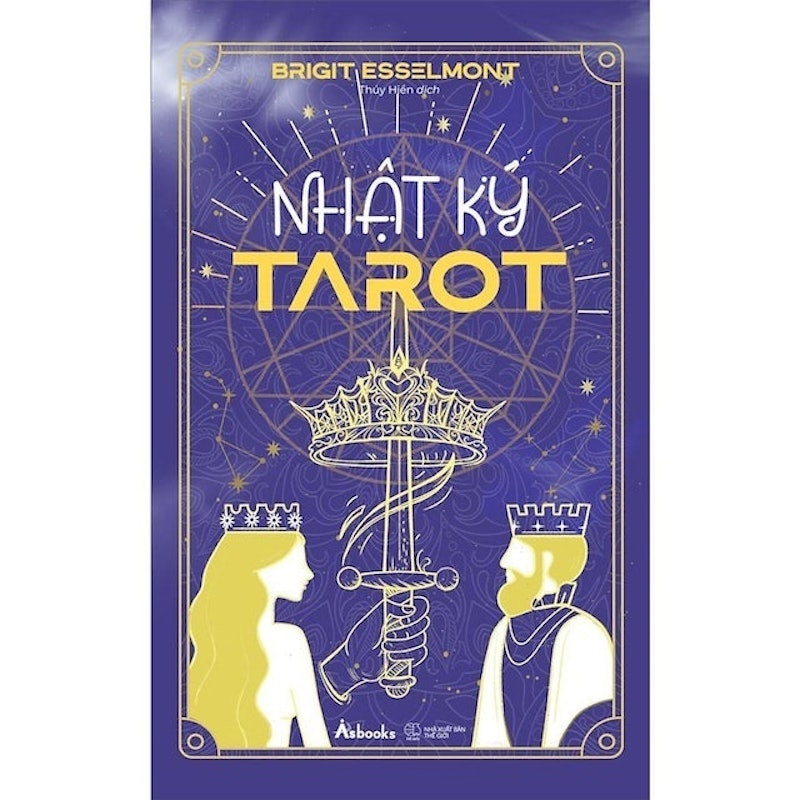 BRIGIT ESSELMONT
Thúy Hiền dịch
NHẬT KÝ
TAROT
Asbooks
NHÀ XUẤT BẢN
THẾ GIỚI